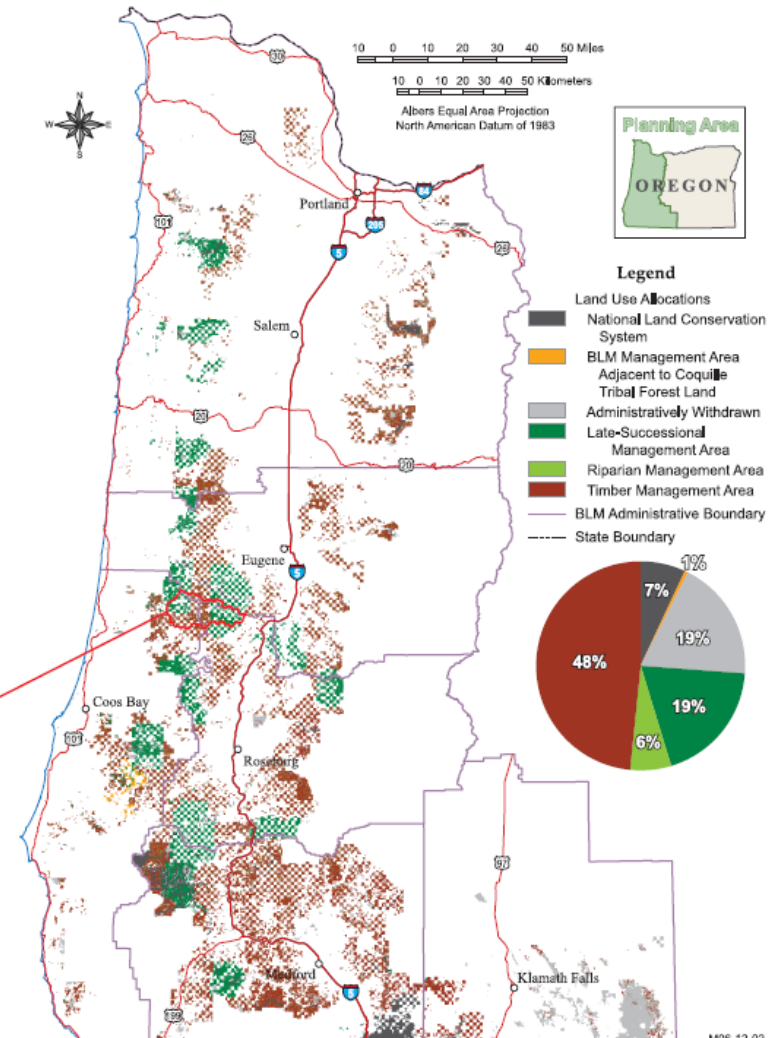 10 0 10 20 30 40 50 Miles
10 0 10 20 30 40 50 Kilometers
Albers Equal Area Projection
North American Datum of 1983
N
W E
S
Planning Area
OREGON
30
26
Portland
84
205
101
5
26
Legend
Land Use Allocations
National Land Conservation
System
BLM Management Area
Adjacent to Coquille
Tribal Forest Land
Administratively Withdrawn
Late-Successional
Management Area
Riparian Management Area
Timber Management Area
BLM Administrative Boundary
State Boundary
Salem
20
20
Eugene
5
1%
7%
19%
48%
19%
6%
Coos Bay
101
Roseburg
97
Medford
Klamath Falls
5
199